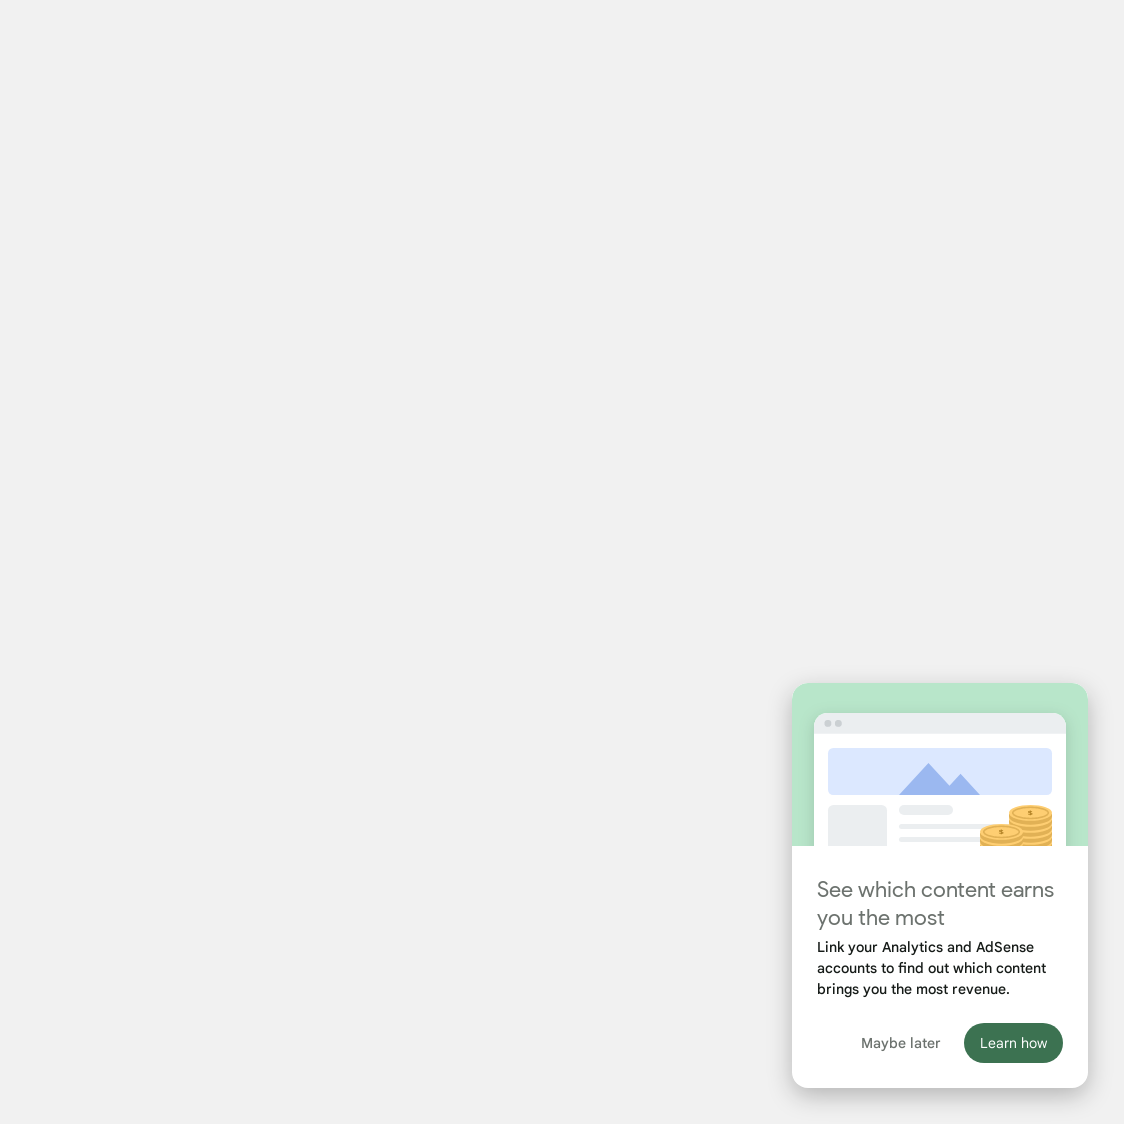 $
$
See which content earns
you the most
Link your Analytics and AdSense
accounts to find out which content
brings you the most revenue.
Maybe later
Learn how